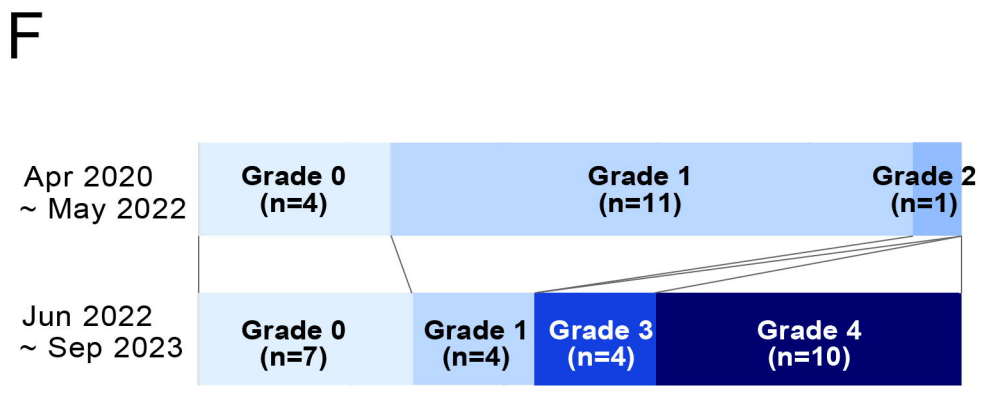 F
Apr 2020
~ May 2022
Grade 0
(n=4)
Grade 1
(n=11)
Grade 2
(n=1)
Jun 2022
~ Sep 2023
Grade 0
(n=7)
Grade 1
(n=4)
Grade 3
(n=4)
Grade 4
(n=10)